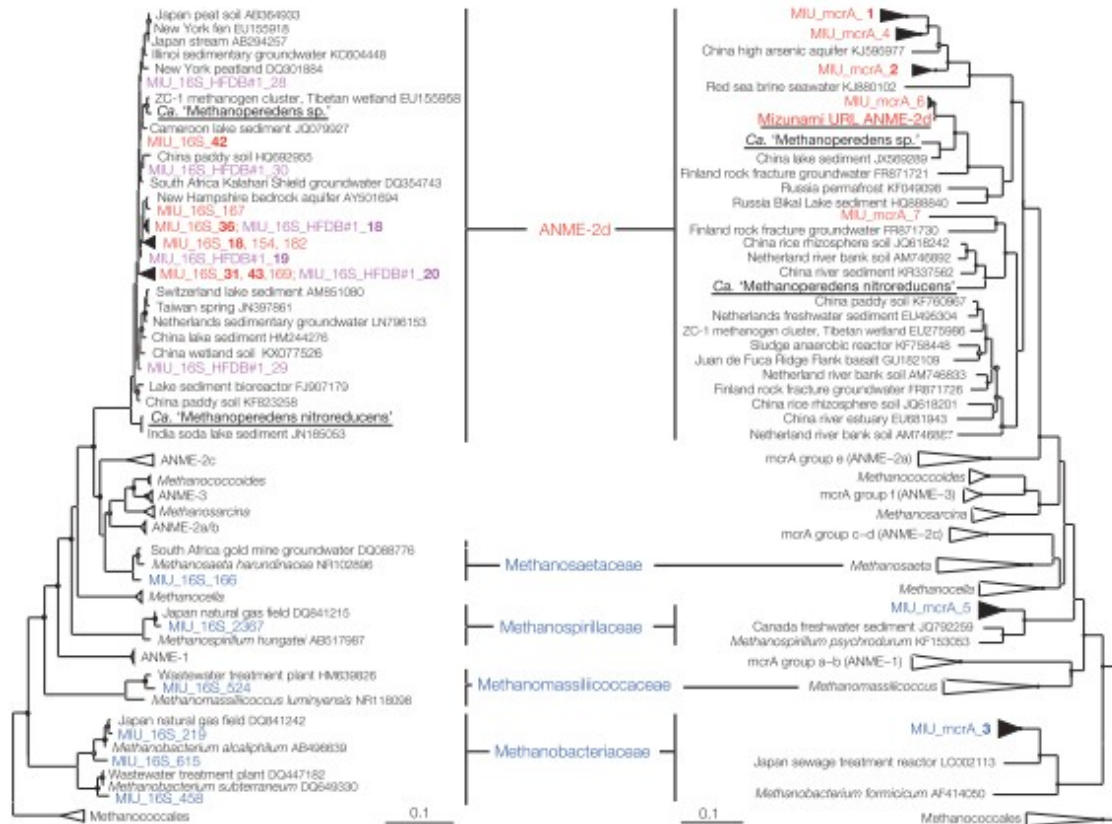 Japan peat soil AB364933
New York fen EU155918
Japan stream AB294257
Illinoi sedimentary groundwater KC604448
New York peatland DQ301884
MIU_16S_HFDB#1_28
ZC-1 methanogen cluster, Tibetan wetland EU155958
Ca. 'Methanoperedens sp.'
Cameroon lake sediment JQ079927
MIU_16S_42
China paddy soil HQ692955
MIU_16S_HFDB#1_30
South Africa Kalahari Shield groundwater DQ354743
New Hampshire bedrock aquifer AY501694
MIU_16S_167
MIU_16S_36; MIU_16S_HFDB#1_18
MIU_16S_18, 154, 182
MIU_16S_HFDB#1_19
MIU_16S_31, 43, 169; MIU_16S_HFDB#1_20
Switzerland lake sediment AM851080
Taiwan spring JN397861
Netherlands sedimentary groundwater LN796153
China lake sediment HM244276
China wetland soil KX077526
MIU_16S_HFDB#1_29
Lake sediment bioreactor FJ907179
China paddy soil KF823258
Ca. 'Methanoperedens nitroreducens'
India soda lake sediment JN185053
ANME-2c
Methanococcoides
ANME-3
Methanosarcina
ANME-2a/b
South Africa gold mine groundwater DQ088776
Methanosaeta harundinacea NR102896
MIU_16S_166
Methanocella
Japan natural gas field DQ841215
MIU_16S_2367
Methanospirillum hungatei AB517987
ANME-1
Wastewater treatment plant HM639826
MIU_16S_524
Methanomassiliicoccus luminyensis NR118098
Japan natural gas field DQ841242
MIU_16S_219
Methanobacterium alcaliphilum AB496639
MIU_16S_615
Wastewater treatment plant DQ447182
Methanobacterium subterraneum DQ649330
MIU_16S_458
Methanococcales
0.1
ANME-2d
Methanosaetaceae
Methanospirillaceae
Methanomassiliicoccaceae
Methanobacteriaceae
MIU_mcrA_1
MIU_mcrA_4
China high arsenic aquifer KJ595977
MIU_mcrA_2
Red sea brine seawater KJ880102
MIU_mcrA_6
Mizunami URL ANME-2d
Ca. 'Methanoperedens sp.'
China lake sediment JX569289
Finland rock fracture groundwater FR871721
Russia permafrost KF049096
Russia Bikal Lake sediment HQ888840
MIU_mcrA_7
Finland rock fracture groundwater FR871730
China rice rhizosphere soil JQ618242
Netherland river bank soil AM746892
China river sediment KR337562
Ca. 'Methanoperedens nitroreducens'
China paddy soil KF760967
Netherlands freshwater sediment EU495304
ZC-1 methanogen cluster, Tibetan wetland EU275986
Sludge anaerobic reactor KF758448
Juan de Fuca Ridge Flank basalt GU182109
Netherland river bank soil AM746833
Finland rock fracture groundwater FR871726
China rice rhizosphere soil JQ618201
China river estuary EU681943
Netherland river bank soil
mcrA group e (ANME-2a)
Methanococcoides
mcrA group f (ANME-3)
Methanosarcina
mcrA group c-d (ANME-2c)
Methanosaeta
Methanocella
MIU_mcrA_5
Canada freshwater sediment JQ792259
Methanospirillum psychrodurum KF153053
mcrA group a-b (ANME-1)
Methanomassiliicoccus
MIU_mcrA_3
Japan sewage treatment reactor LC002113
Methanobacterium formicicum AF414050
Methanococcales
0.1